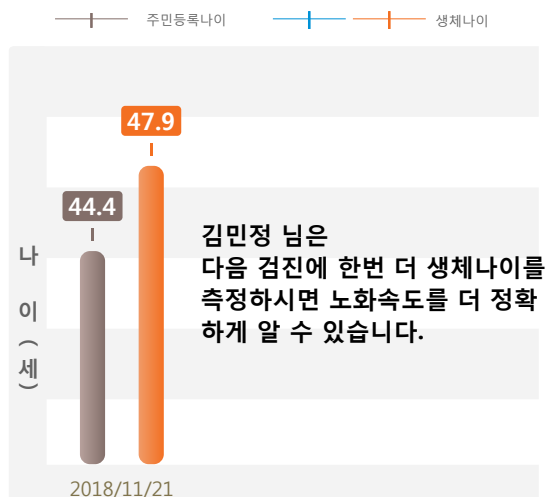 주민등록나이 생체나이
47.9
44.4
김민정 님은
다음 검진에 한번 더 생체나이를
측정하시면 노화속도를 더 정확
하게 알 수 있습니다.
나이(세)
2018/11/21